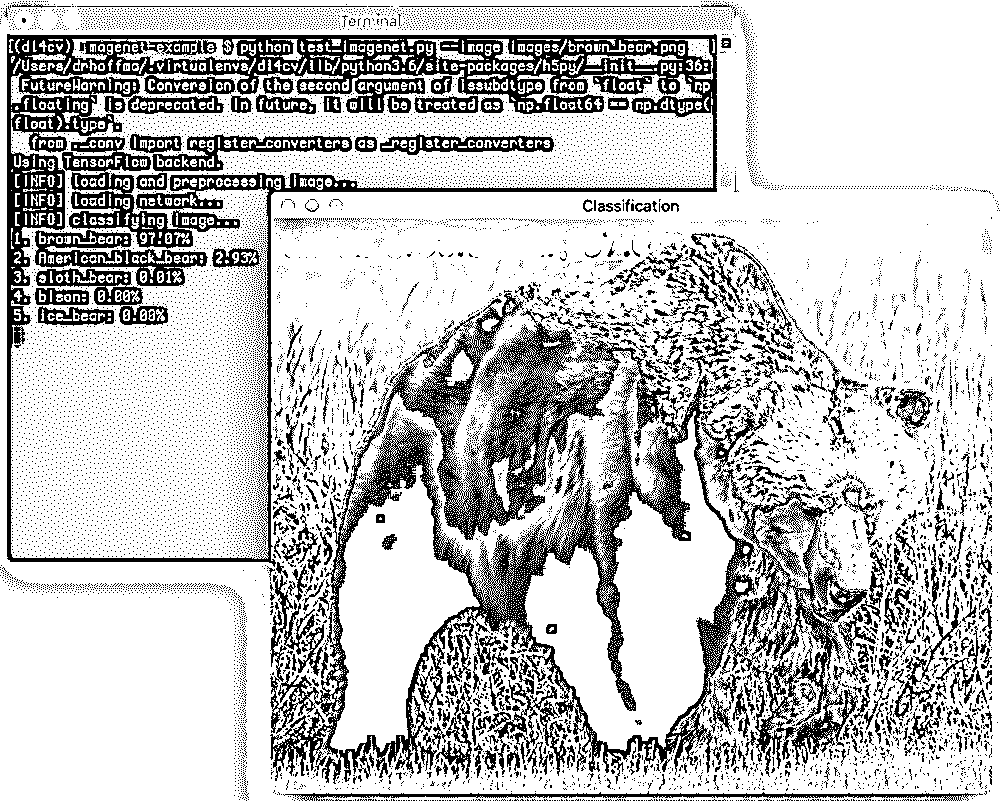 Terminal
(dl4cv) imagenet-example $ python test_imagenet.py --image images/brown_bear.png
/Users/drhoffma/.virtualenvs/dl4cv/lib/python3.6/site-packages/h5py/__init__.py:36:
FutureWarning: Conversion of the second argument of issubdtype from `float` to `np
.floating` is deprecated. In future, it will be treated as `np.float64 == np.dtype(
float).type`.
from ._conv import register_converters as _register_converters
Using TensorFlow backend.
[INFO] loading and preprocessing image...
[INFO] loading network...
[INFO] classifying image...
Classification
1. brown_bear: 97.07%
2. American_black_bear: 2.93%
3. sloth_bear: 0.01%
4. bison: 0.00%
5. ice_bear: 0.00%